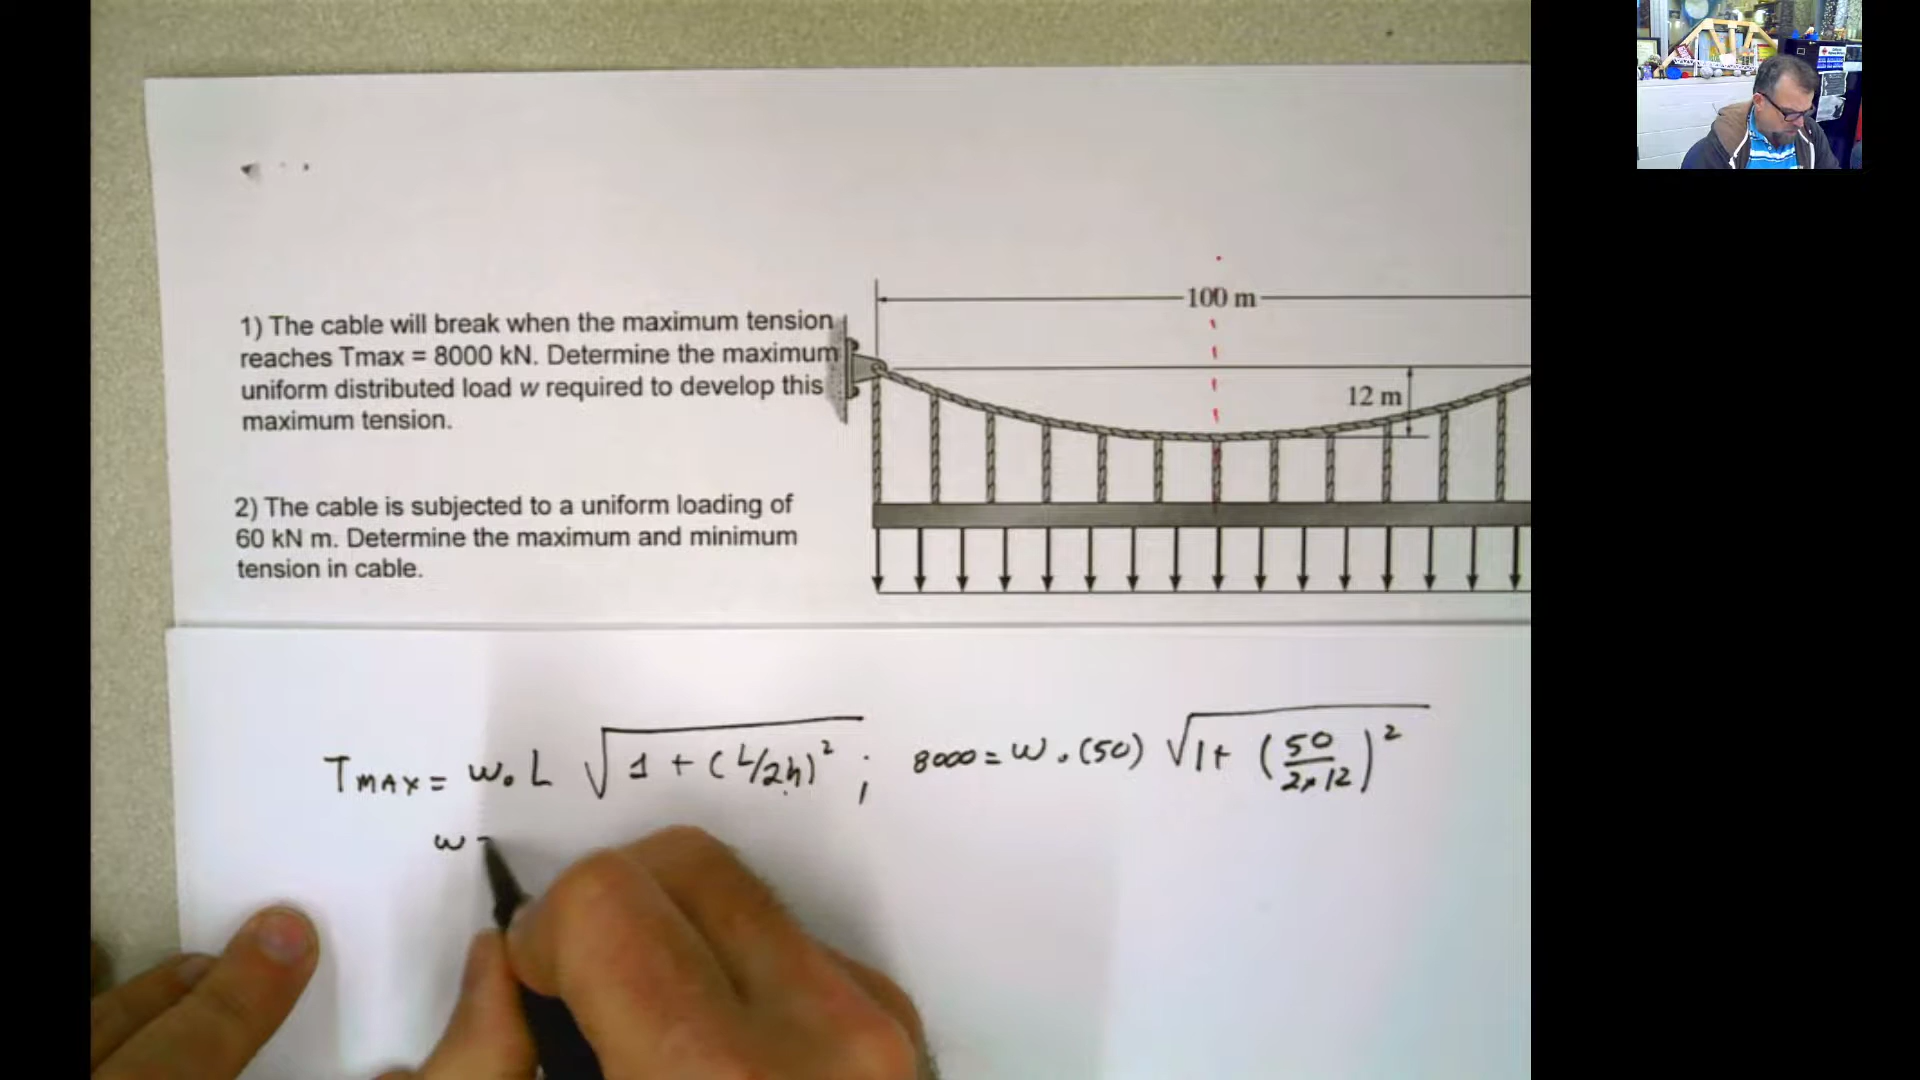 1) The cable will break when the maximum tension
reaches Tmax = 8000 kN. Determine the maximum
uniform distributed load w required to develop this
maximum tension.
100 m
12 m
2) The cable is subjected to a uniform loading of
60 kN m. Determine the maximum and minimum
tension in cable.
TMAX = w₀ L √1 + (L/2h)² ; 8000 = w₀ (50) √1 + (50/2×12)²
w =